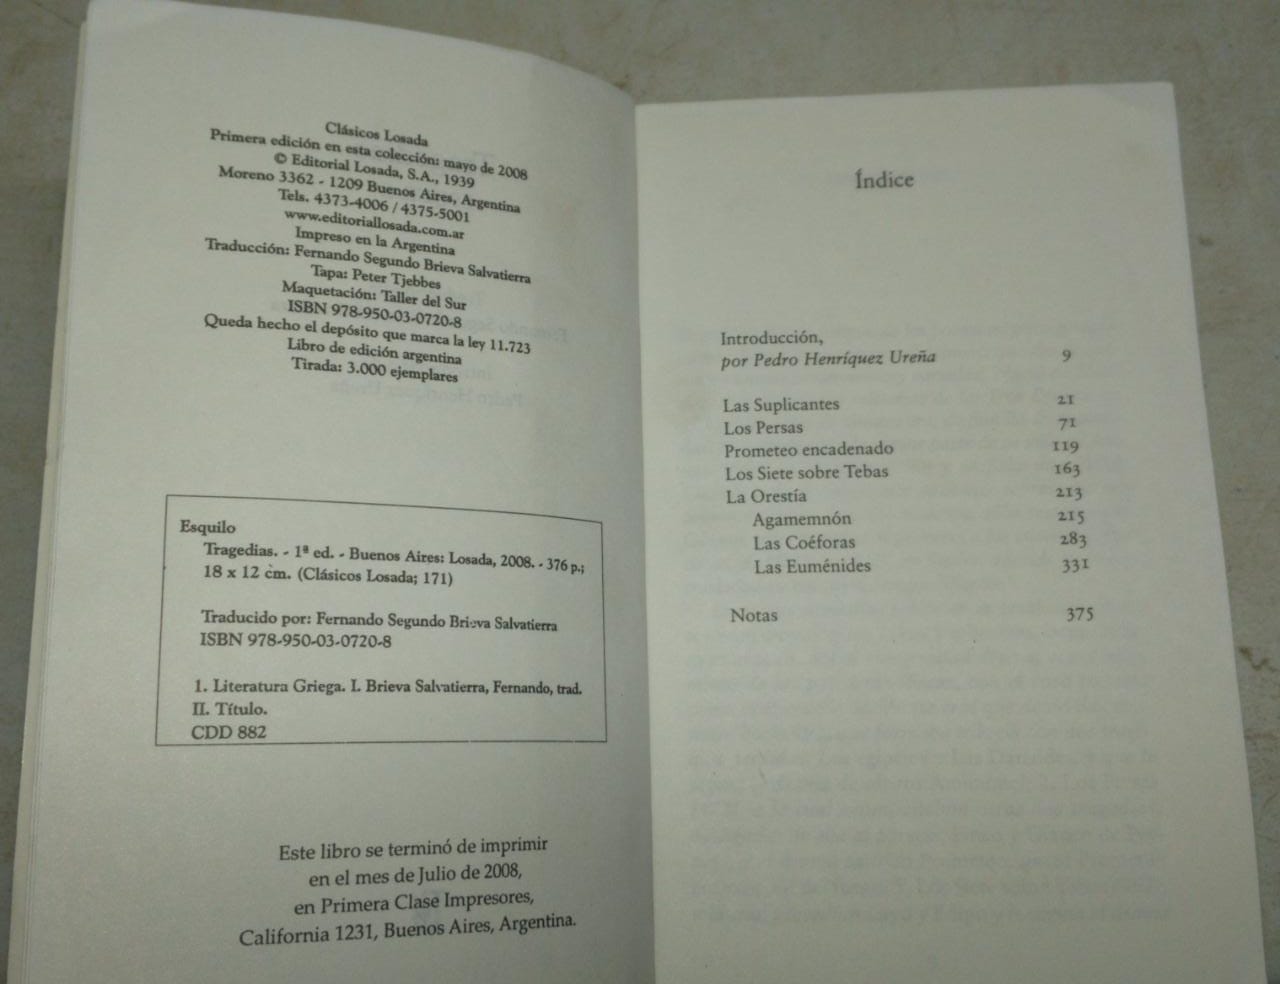 Clásicos Losada
Primera edición en esta colección: mayo de 2008
© Editorial Losada, S.A., 1939
Moreno 3362 - 1209 Buenos Aires, Argentina
Tels. 4373-4006 / 4375-5001
www.editoriallosada.com.ar
Impreso en la Argentina
Traducción: Fernando Segundo Brieva Salvatierra
Tapa: Peter Tjebbes
Maquetación: Taller del Sur
ISBN 978-950-03-0720-8
Queda hecho el depósito que marca la ley 11.723
Libro de edición argentina
Tirada: 3.000 ejemplares
Esquilo
Tragedias. - 1ª ed. - Buenos Aires: Losada, 2008. - 376 p.;
18 x 12 cm. (Clásicos Losada; 171)
Traducido por: Fernando Segundo Brieva Salvatierra
ISBN 978-950-03-0720-8
1. Literatura Griega. I. Brieva Salvatierra, Fernando, trad.
II. Título.
CDD 882
Este libro se terminó de imprimir
en el mes de Julio de 2008,
en Primera Clase Impresores,
California 1231, Buenos Aires, Argentina.
Índice
Introducción,
por Pedro Henríquez Ureña 9
Las Suplicantes 21
Los Persas 71
Prometeo encadenado 119
Los Siete sobre Tebas 163
La Orestía 213
Agamemnón 215
Las Coéforas 283
Las Euménides 331
Notas 375